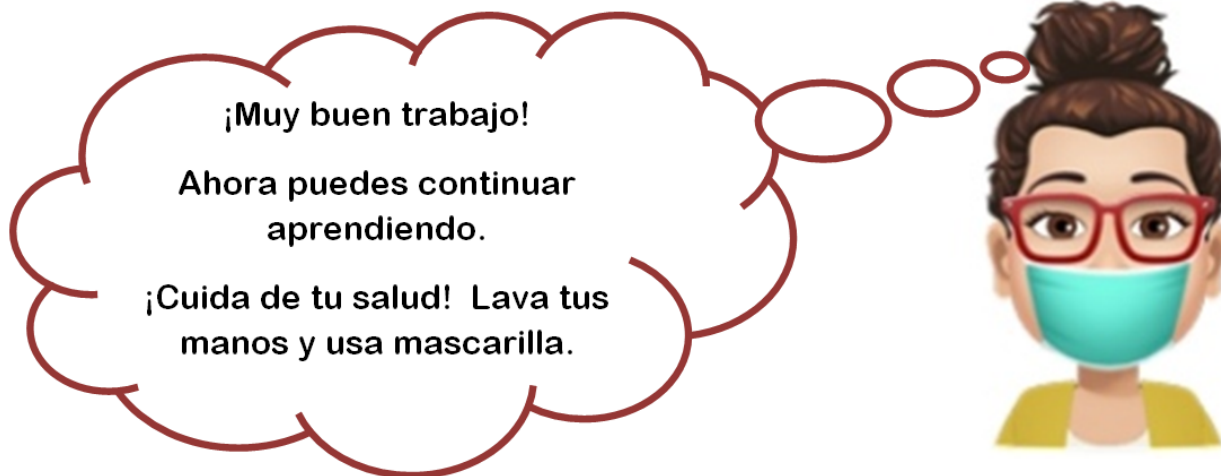 ¡Muy buen trabajo!
Ahora puedes continuar
aprendiendo.
¡Cuida de tu salud!  Lava tus
manos y usa mascarilla.